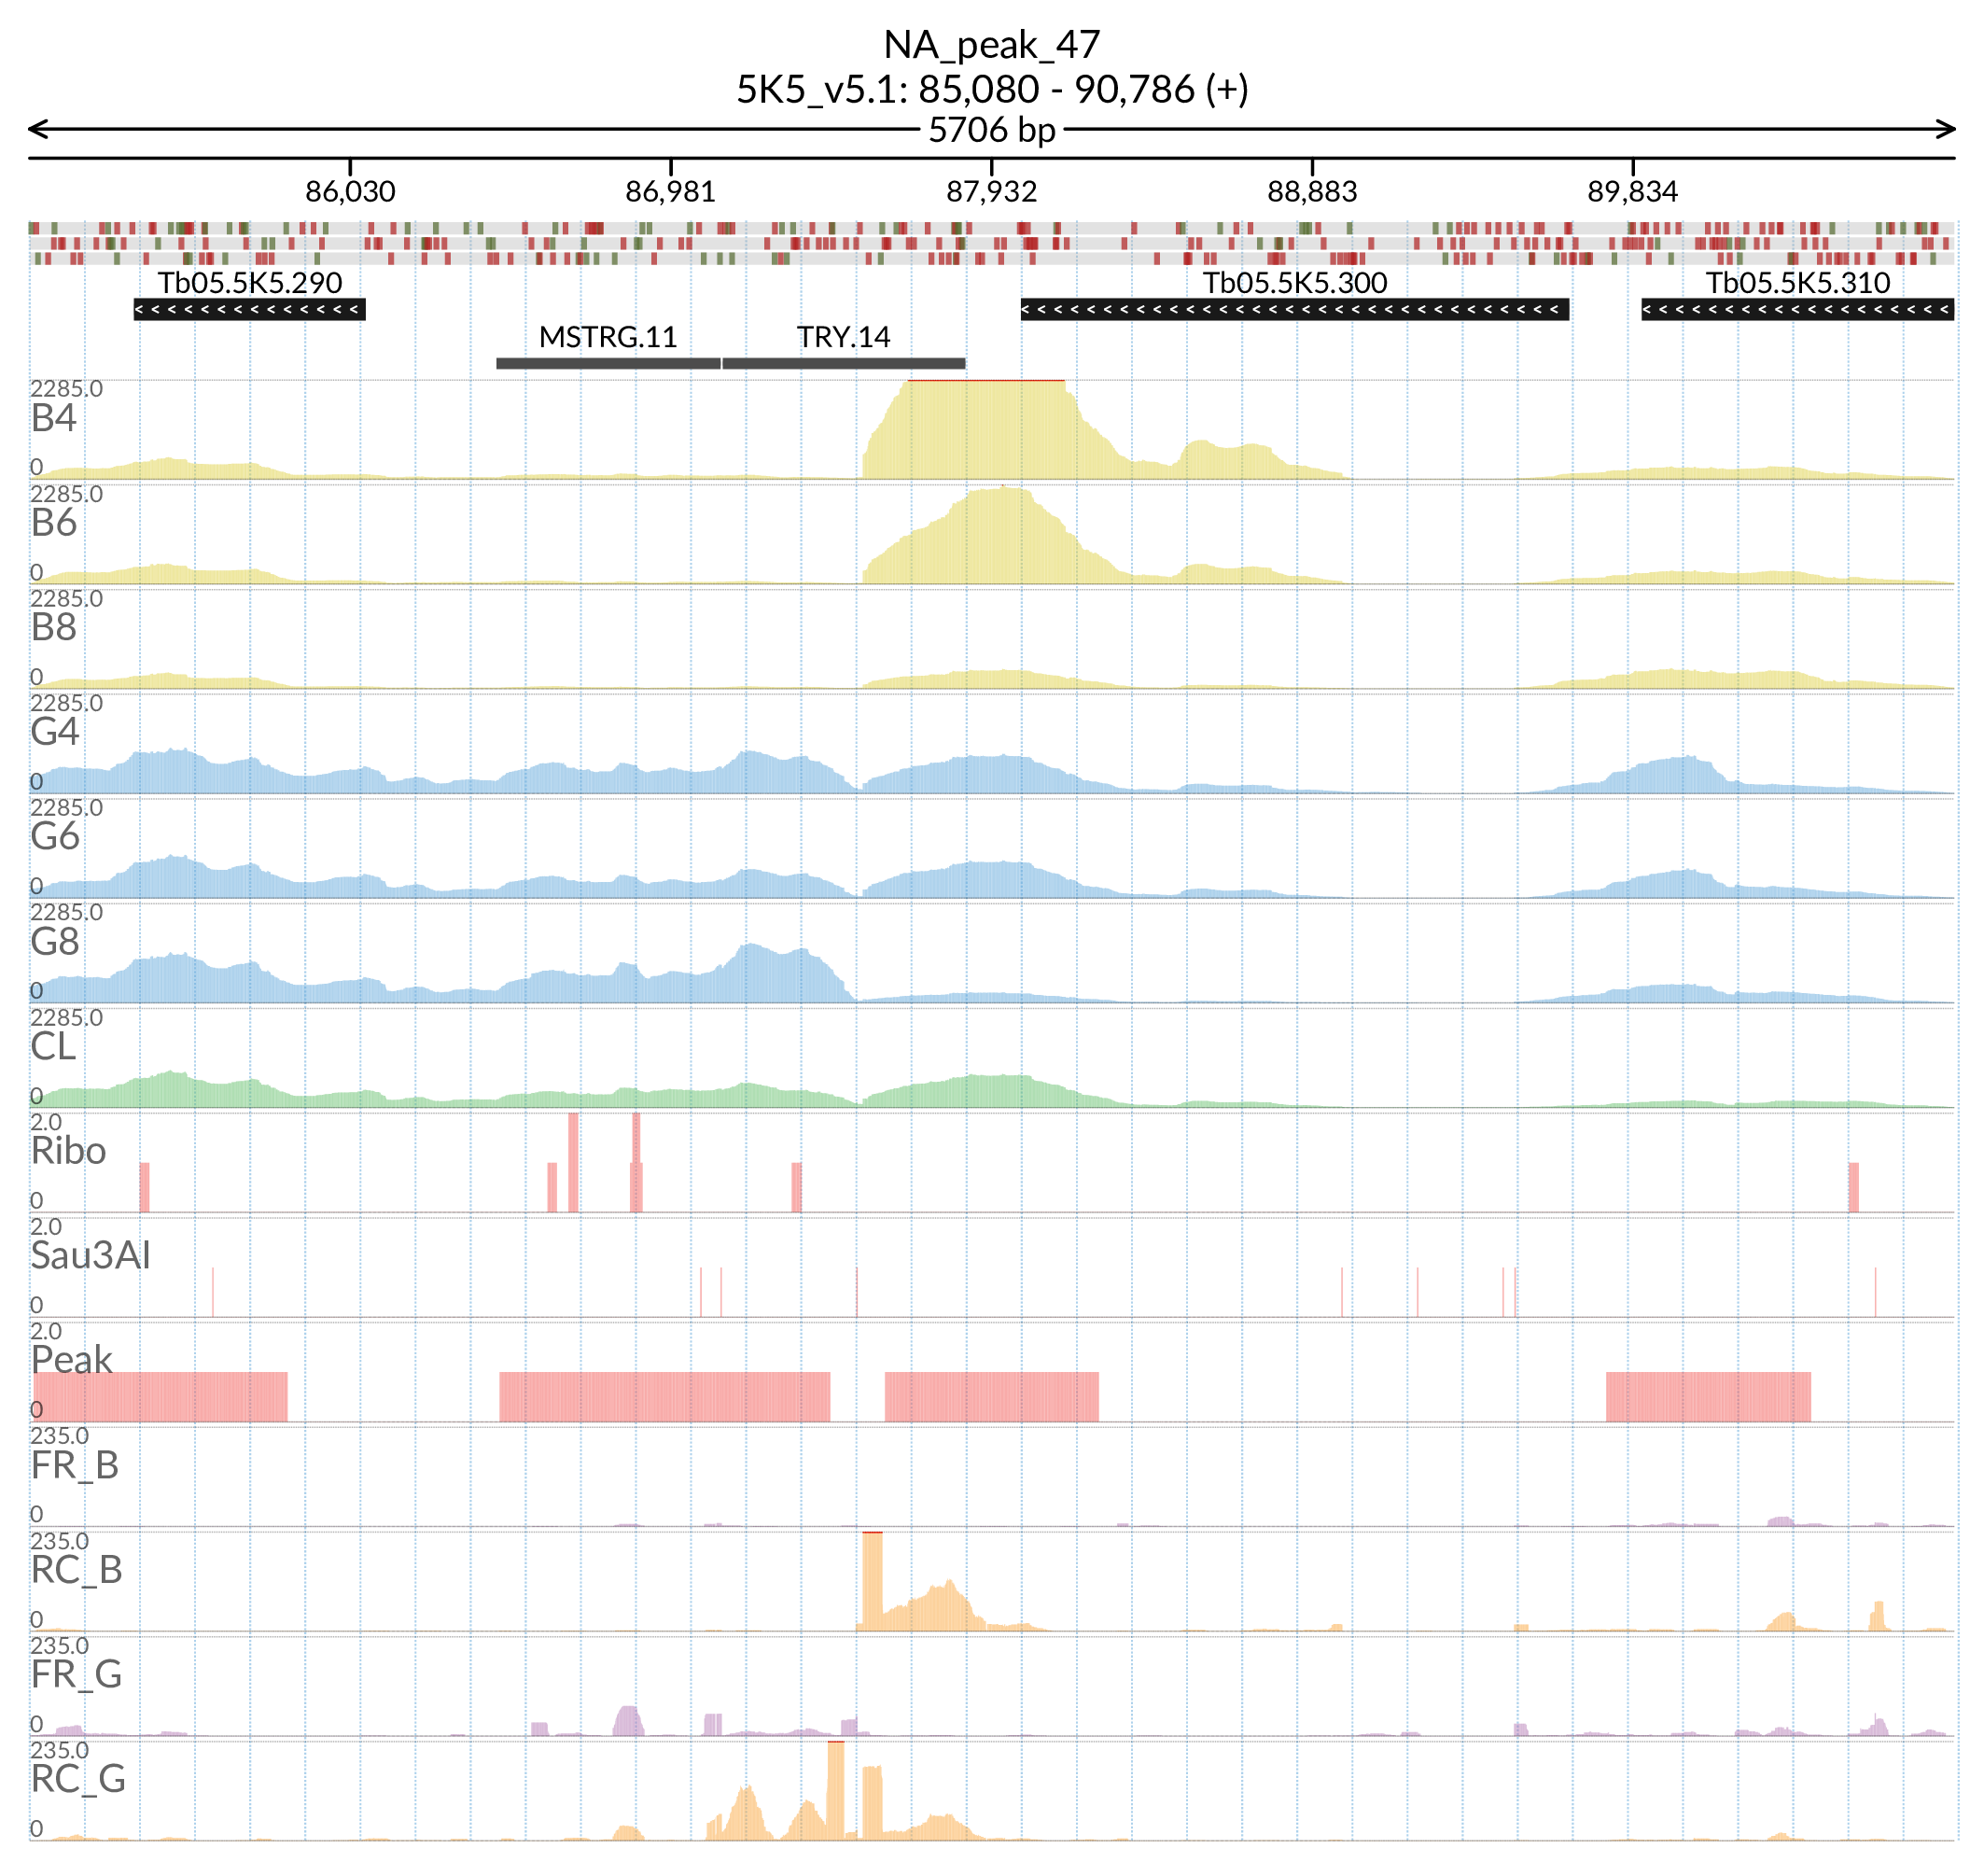 NA_peak_47
5K5_v5.1: 85,080 - 90,786 (+)
5706 bp
86,030 86,981 87,932 88,883 89,834
Tb05.5K5.290 Tb05.5K5.300 Tb05.5K5.310
MSTRG.11 TRY.14
2285.0
B4
0
2285.0
B6
0
2285.0
B8
0
2285.0
G4
0
2285.0
G6
0
2285.0
G8
0
2285.0
CL
0
2.0
Ribo
0
2.0
Sau3AI
0
2.0
Peak
0
235.0
FR_B
0
235.0
RC_B
0
235.0
FR_G
0
235.0
RC_G
0